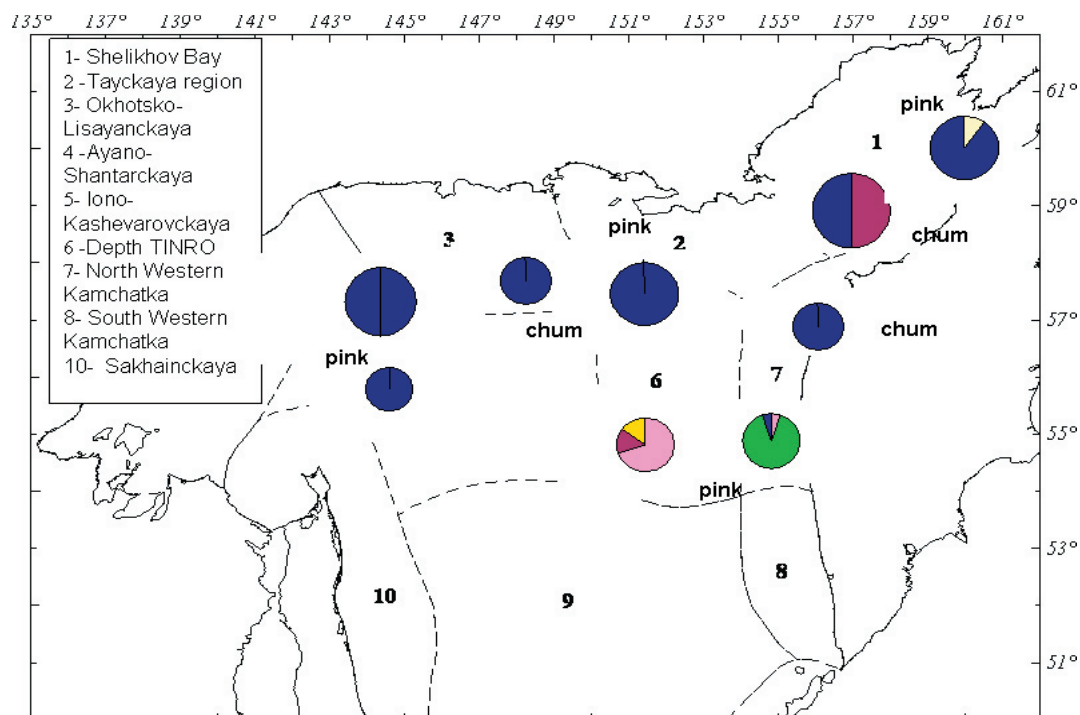 135° 139° 141° 143° 145° 147° 149° 151° 153° 155° 157° 159° 161°
1- Shelikhov Bay
2 -Tayckaya region
3- Okhotsko-
Lisayanckaya
4 -Ayano-
Shantarckaya
5- Iono-
Kashevarovckaya
6 -Depth TINRO
7- North Western
Kamchatka
8- South Western
Kamchatka
10- Sakhainckaya
61°
pink
1
59°
pink
chum
3
2
57°
chum
chum
pink
6
7
55°
pink
53°
8
10
9
51°